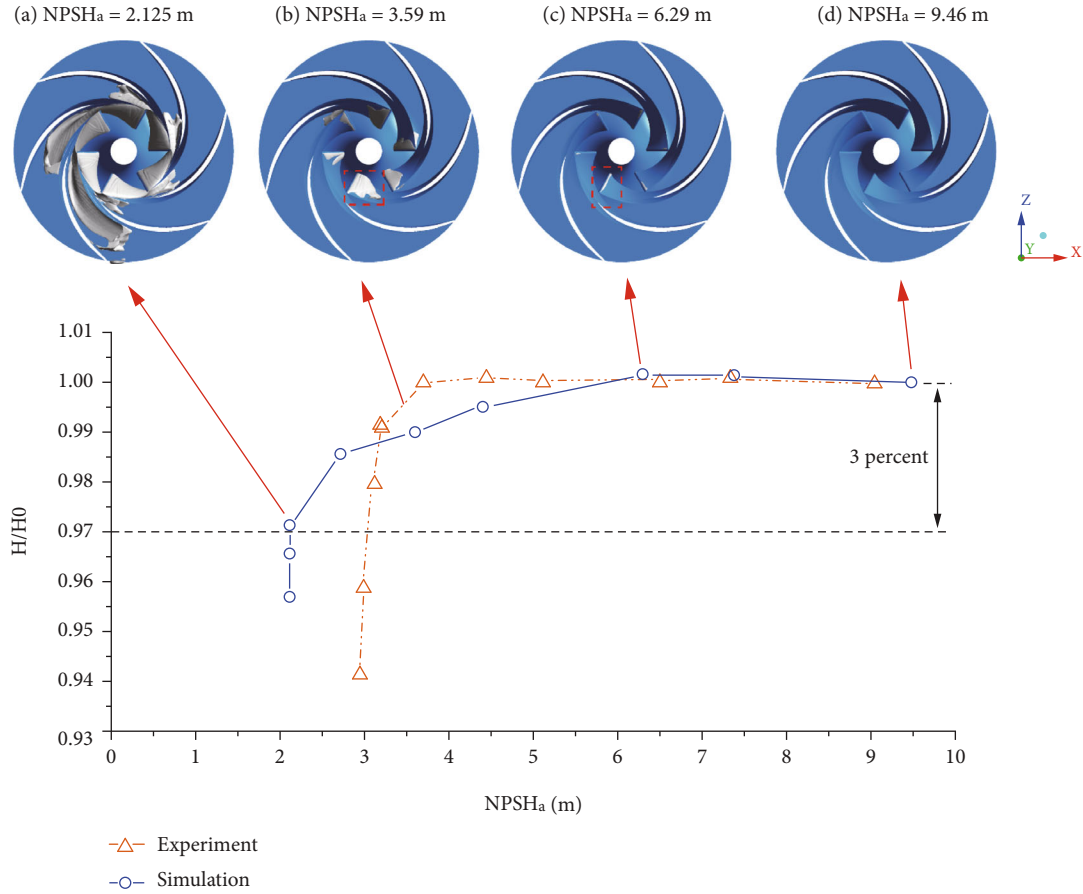 (a) NPSHa = 2.125 m
(b) NPSHa = 3.59 m
(c) NPSHa = 6.29 m
(d) NPSHa = 9.46 m
Z
Y
X
1.01
1.00
0.99
0.98
0.97
0.96
0.95
0.94
0.93
H/H0
3 percent
0 1 2 3 4 5 6 7 8 9 10
NPSHa (m)
Experiment
Simulation